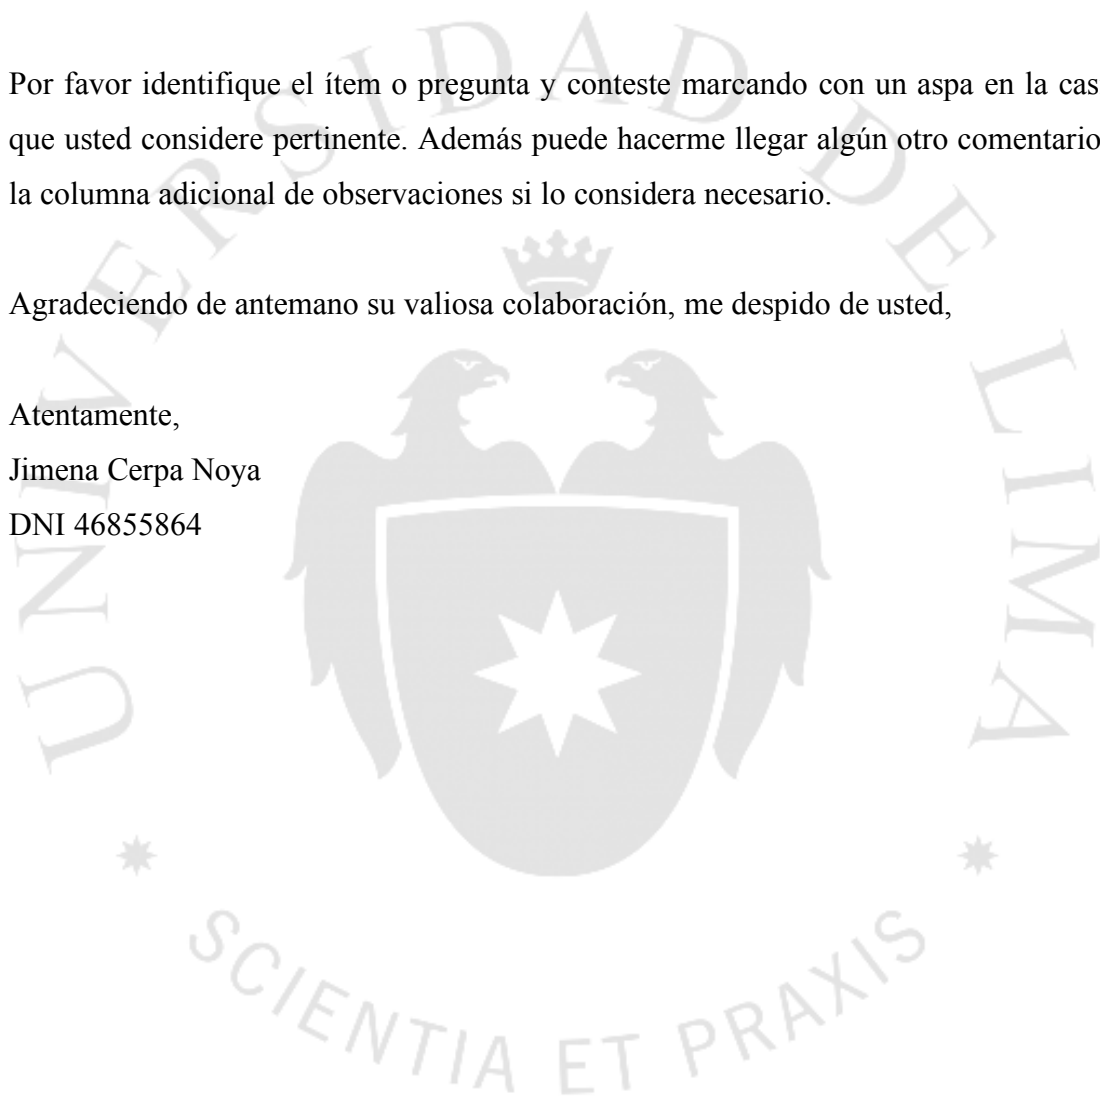 Por favor identifique el ítem o pregunta y conteste marcando con un aspa en la cas
que usted considere pertinente. Además puede hacerme llegar algún otro comentario
la columna adicional de observaciones si lo considera necesario.
Agradeciendo de antemano su valiosa colaboración, me despido de usted,
Atentamente,
Jimena Cerpa Noya
DNI 46855864
UNIVERSIDAD DE LIMA
SCIENTIA ET PRAXIS